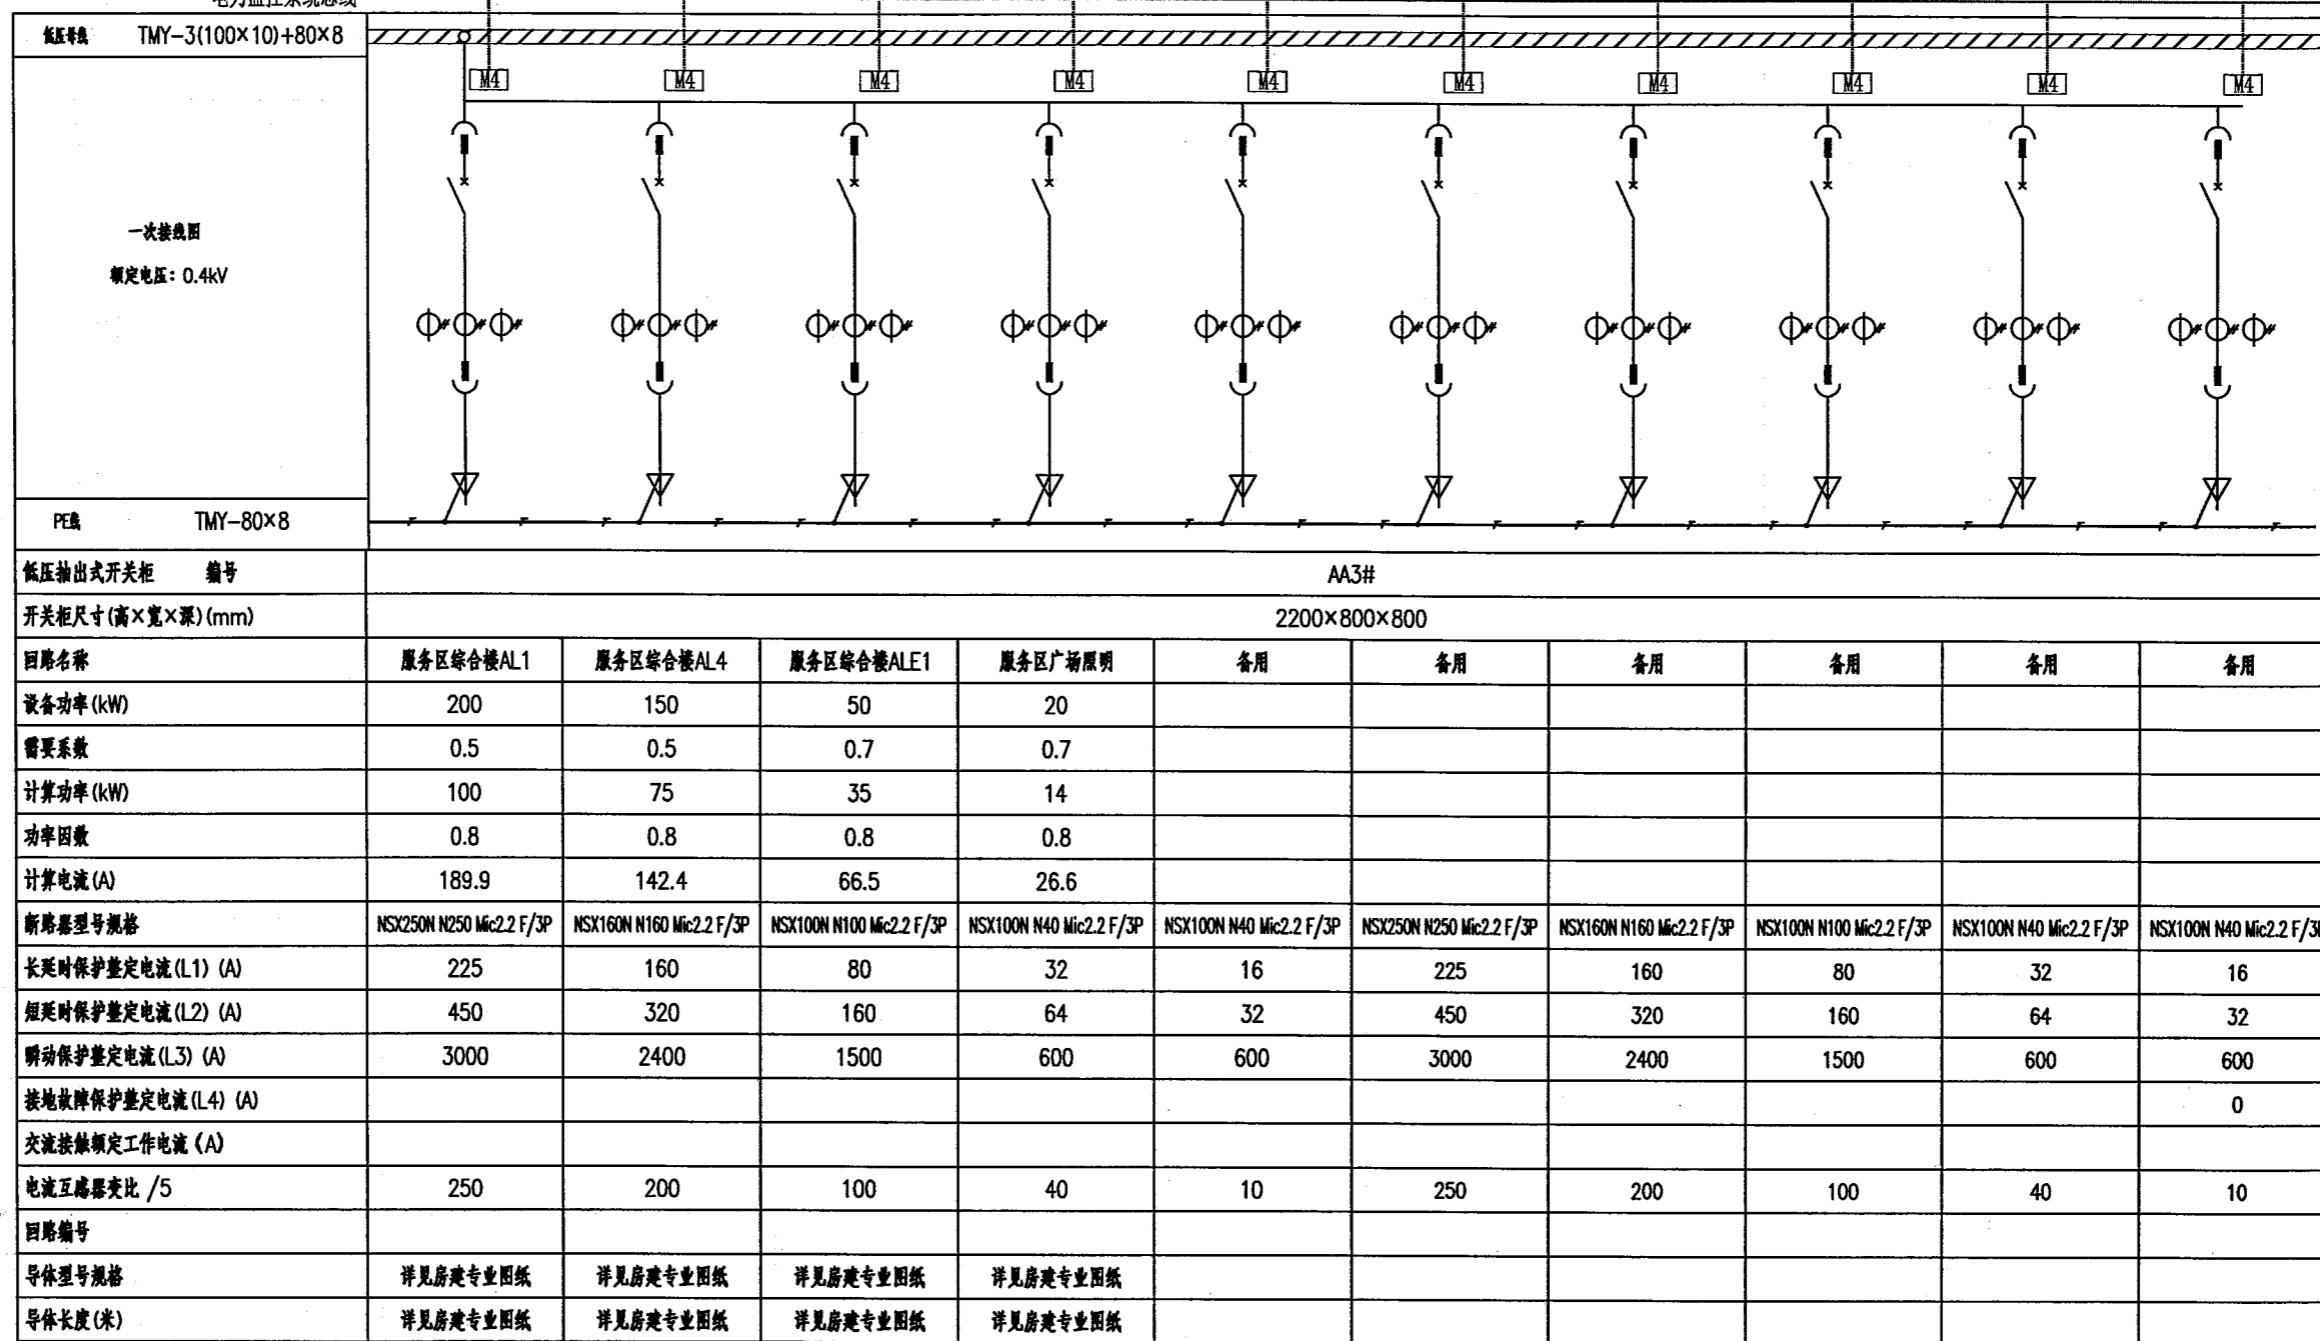 低压母线 TMY-3(100×10)+80×8
M4 M4 M4 M4 M4 M4 M4 M4 M4 M4
一次接线图
额定电压: 0.4kV
PE线 TMY-80×8
低压抽出式开关柜 编号 AA3#
开关柜尺寸(高×宽×深)(mm) 2200×800×800
回路名称 服务区综合楼AL1 服务区综合楼AL4 服务区综合楼ALE1 服务区广场照明 备用 备用 备用 备用 备用 备用
设备功率(kW) 200 150 50 20
需要系数 0.5 0.5 0.7 0.7
计算功率(kW) 100 75 35 14
功率因数 0.8 0.8 0.8 0.8
计算电流(A) 189.9 142.4 66.5 26.6
断路器型号规格 NSX250N N250 Mic2.2 F/3P NSX160N N160 Mic2.2 F/3P NSX100N N100 Mic2.2 F/3P NSX100N N40 Mic2.2 F/3P NSX100N N40 Mic2.2 F/3P NSX250N N250 Mic2.2 F/3P NSX160N N160 Mic2.2 F/3P NSX100N N100 Mic2.2 F/3P NSX100N N40 Mic2.2 F/3P NSX100N N40 Mic2.2 F/3P
长延时保护整定电流(L1) (A) 225 160 80 32 16 225 160 80 32 16
短延时保护整定电流(L2) (A) 450 320 160 64 32 450 320 160 64 32
瞬动保护整定电流(L3) (A) 3000 2400 1500 600 600 3000 2400 1500 600 600
接地故障保护整定电流(L4) (A) 0
交流接触额定工作电流(A)
电流互感器变比 /5 250 200 100 40 10 250 200 100 40 10
回路编号
导体型号规格 详见房建专业图纸 详见房建专业图纸 详见房建专业图纸 详见房建专业图纸
导体长度(米) 详见房建专业图纸 详见房建专业图纸 详见房建专业图纸 详见房建专业图纸